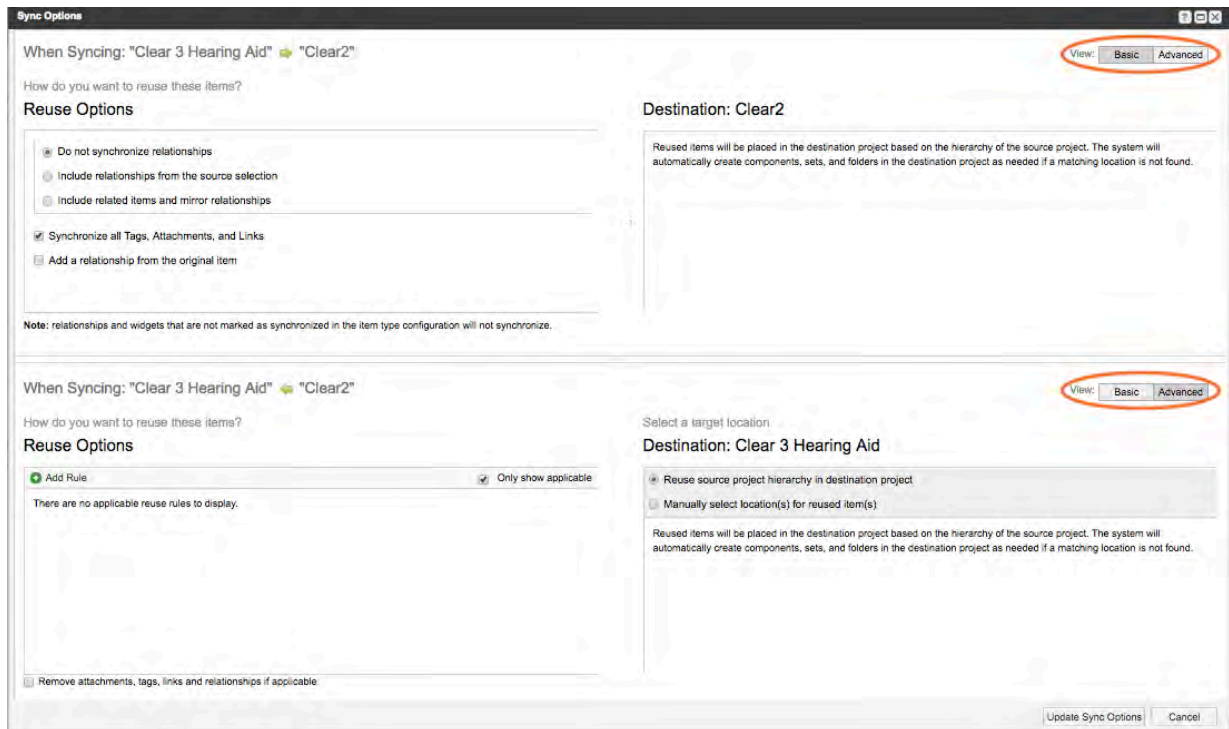 Sync Options
When Syncing: "Clear 3 Hearing Aid" "Clear2"
View: Basic Advanced
How do you want to reuse these items?
Reuse Options
Destination: Clear2
Do not synchronize relationships
Include relationships from the source selection
Include related items and mirror relationships
Synchronize all Tags, Attachments, and Links
Add a relationship from the original item
Reused items will be placed in the destination project based on the hierarchy of the source project. The system will
automatically create components, sets, and folders in the destination project as needed if a matching location is not found.
Note: relationships and widgets that are not marked as synchronized in the item type configuration will not synchronize.
When Syncing: "Clear 3 Hearing Aid" "Clear2"
View: Basic Advanced
How do you want to reuse these items?
Reuse Options
Add Rule
Only show applicable
There are no applicable reuse rules to display.
Remove attachments, tags, links and relationships if applicable
Select a target location
Destination: Clear 3 Hearing Aid
Reuse source project hierarchy in destination project
Manually select location(s) for reused item(s)
Reused items will be placed in the destination project based on the hierarchy of the source project. The system will
automatically create components, sets, and folders in the destination project as needed if a matching location is not found.
Update Sync Options
Cancel